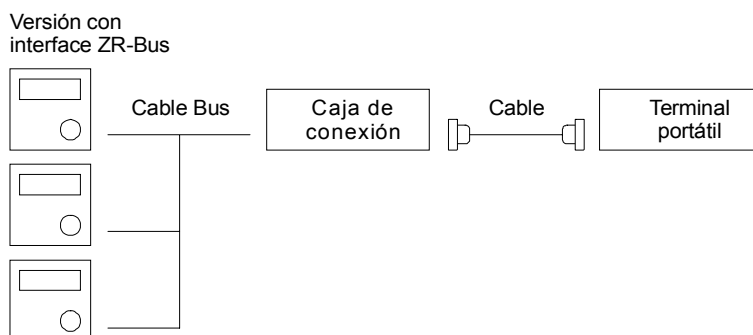 Versión con
interface ZR-Bus
Cable Bus
Caja de
conexión
Cable
Terminal
portátil